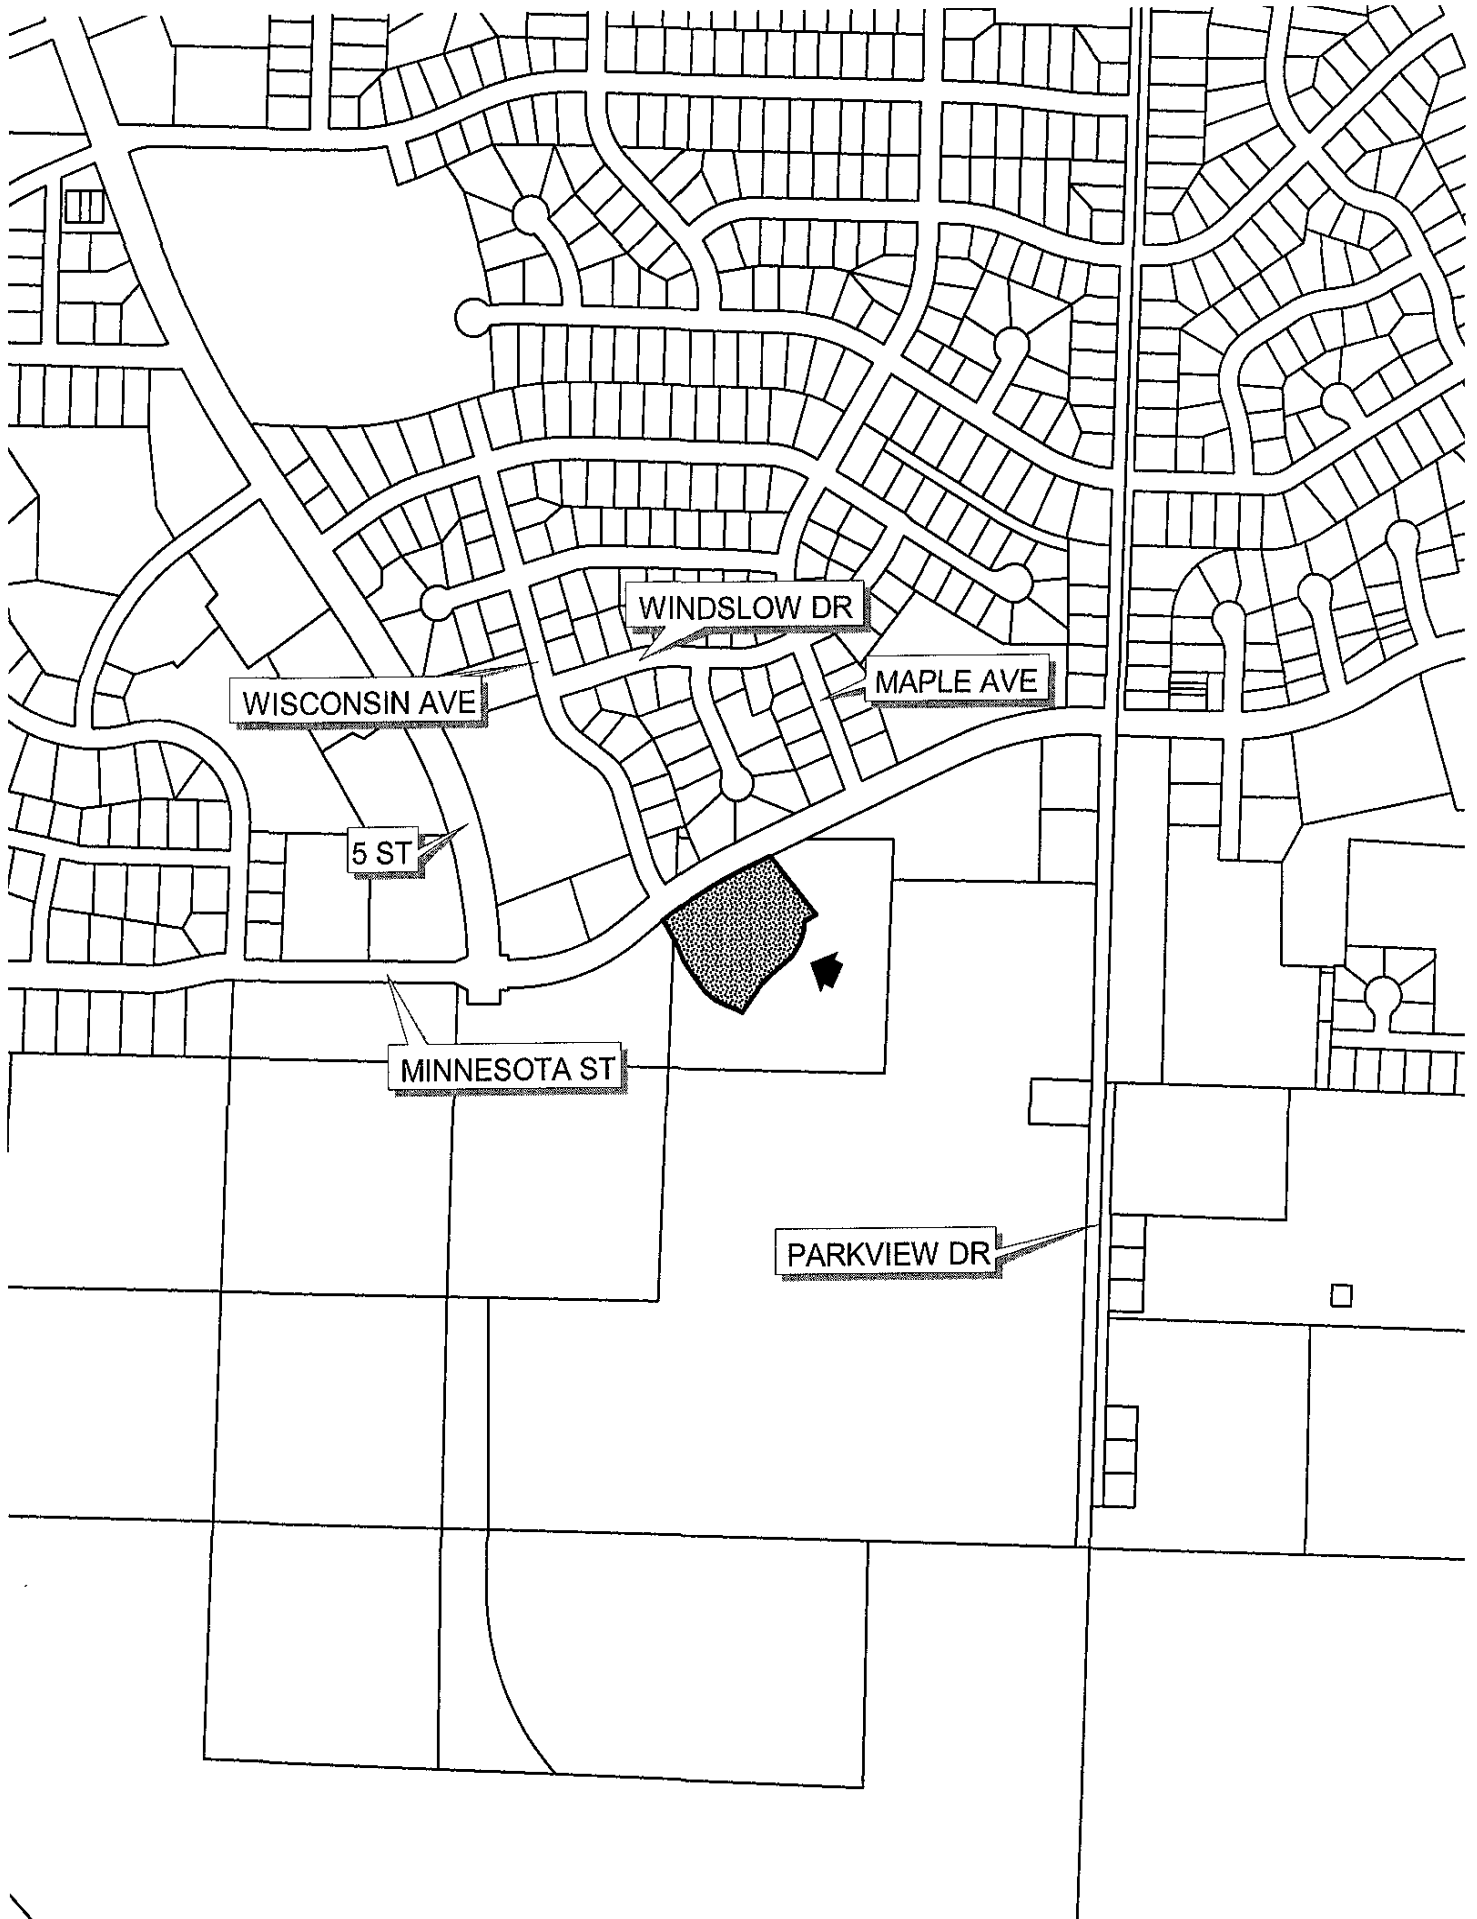 WINDSLOW DR
WISCONSIN AVE
MAPLE AVE
5 ST
MINNESOTA ST
PARKVIEW DR